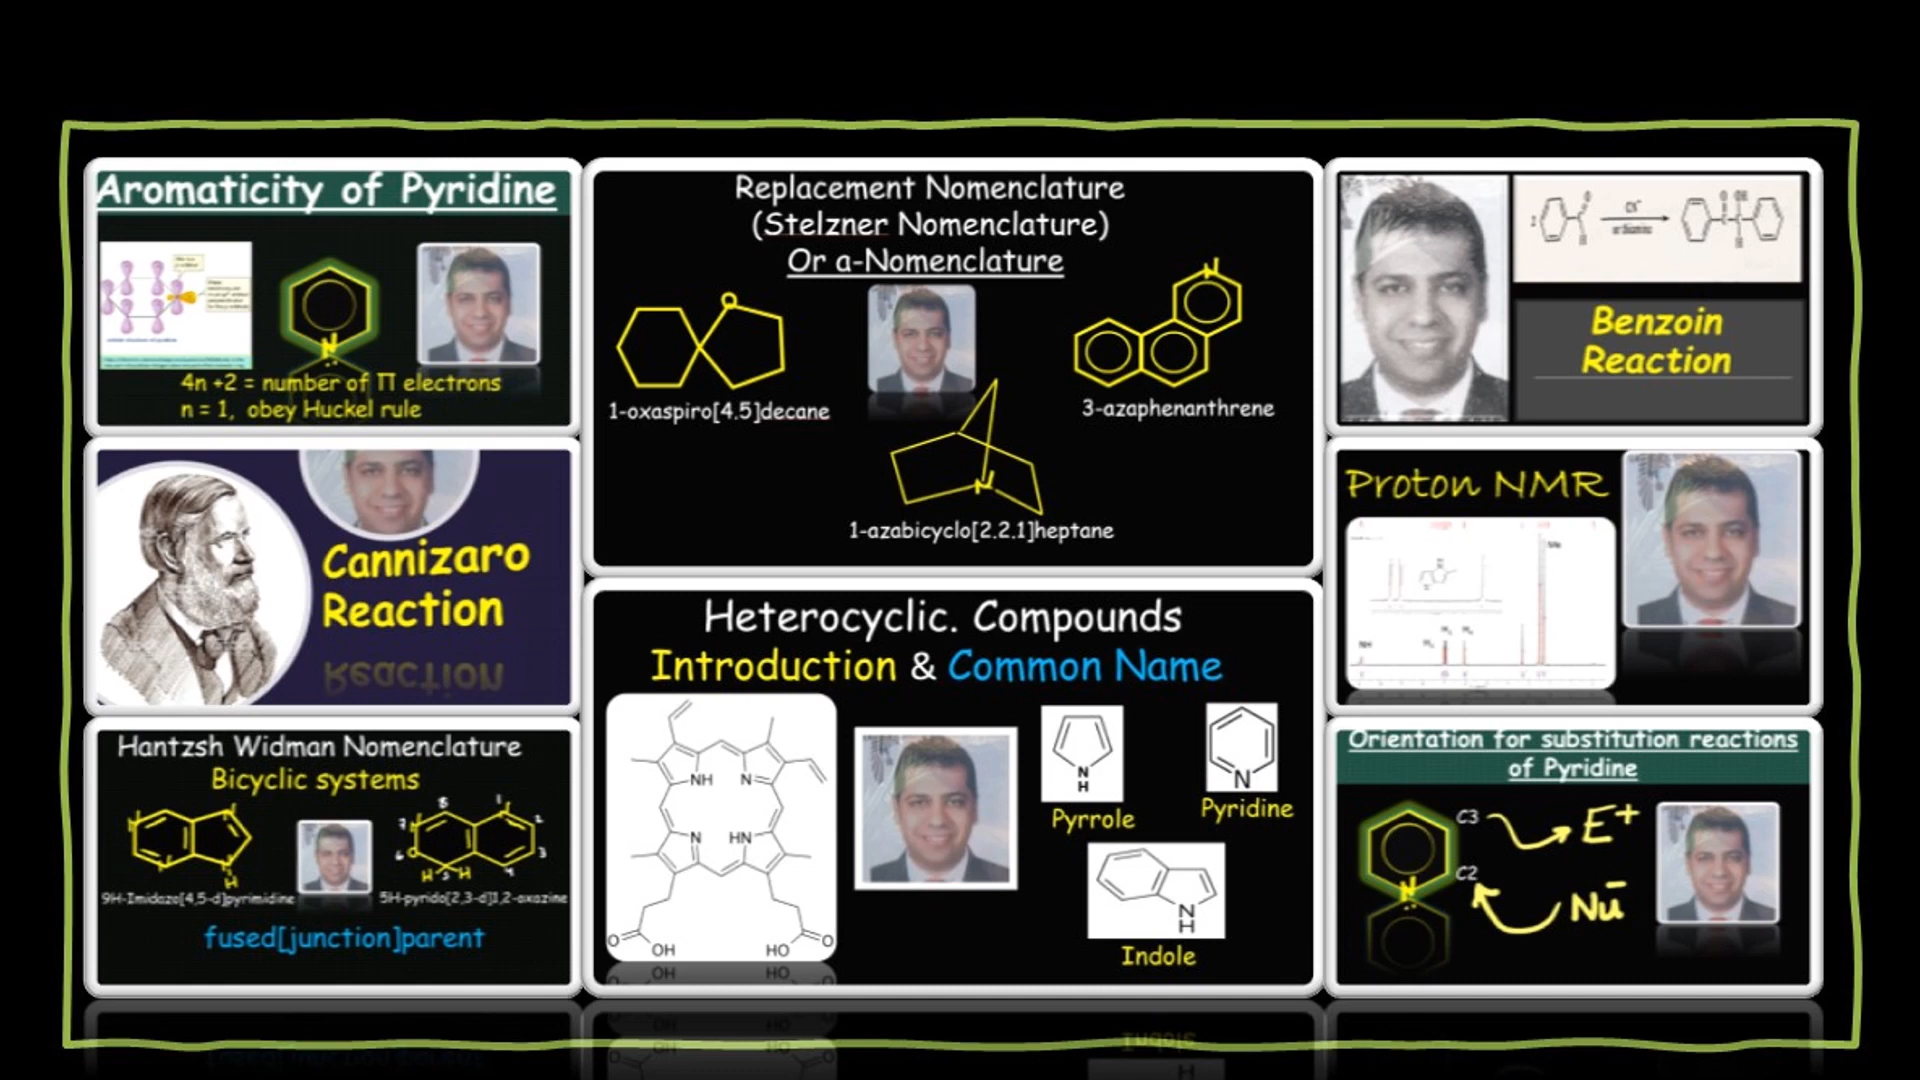 Aromaticity of Pyridine
N
4n +2 = number of Π electrons
n = 1, obey Huckel rule
Cannizaro
Reaction
Hantzsh Widman Nomenclature
Bicyclic systems
9H-Imidazo[4,5-d]pyrimidine
5H-pyrido[2,3-d]1,2-oxazine
fused[junction]parent
Replacement Nomenclature
(Stelzner Nomenclature)
Or a-Nomenclature
O
N
1-oxaspiro[4.5]decane
3-azaphenanthrene
N
1-azabicyclo[2.2.1]heptane
Heterocyclic. Compounds
Introduction & Common Name
NH N
N HN
O OH HO O
N
H
Pyrrole
N
Pyridine
N
H
Indole
CN-
Benzoin
Reaction
Proton NMR
Me
NH
Orientation for substitution reactions
of Pyridine
C3 E+
C2
N
Nu-